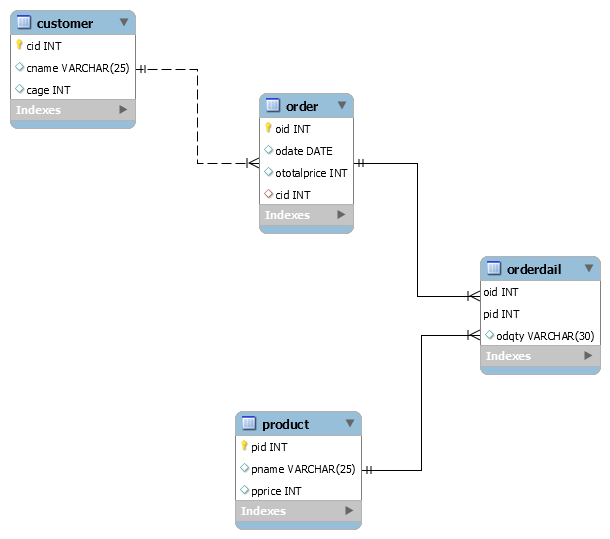 customer
cid INT
cname VARCHAR(25)
cage INT
Indexes
order
oid INT
odate DATE
ototalprice INT
cid INT
Indexes
orderdail
oid INT
pid INT
odqty VARCHAR(30)
Indexes
product
pid INT
pname VARCHAR(25)
pprice INT
Indexes